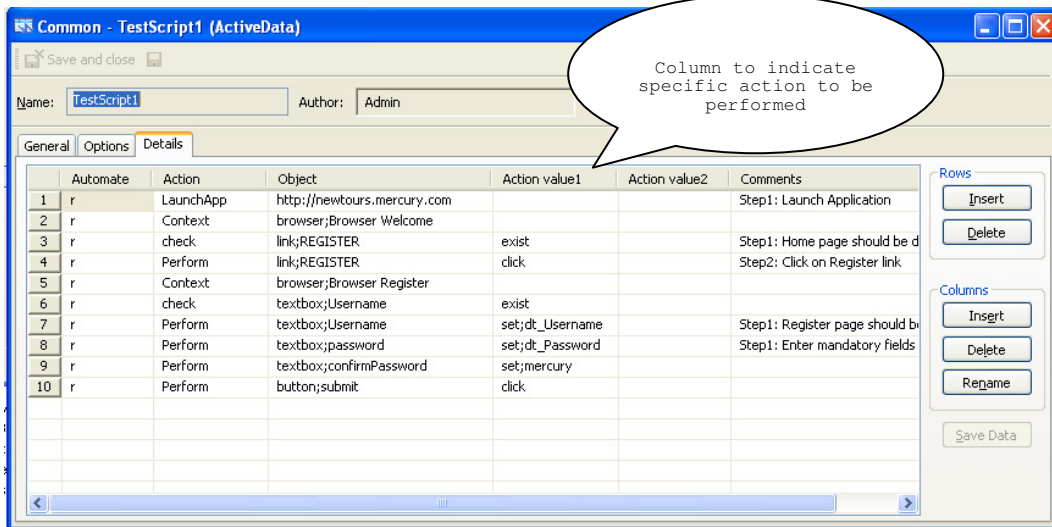 Common - TestScript1 (ActiveData)
Column to indicate
specific action to be
performed
Save and close
Name: TestScript1 Author: Admin
General Options Details
Automate Action Object Action value1 Action value2 Comments
1 r LaunchApp http://newtours.mercury.com Step1: Launch Application
2 r Context browser;Browser Welcome
3 r check link;REGISTER exist Step1: Home page should be d
4 r Perform link;REGISTER click Step2: Click on Register link
5 r Context browser;Browser Register
6 r check textbox;Username exist
7 r Perform textbox;Username set;dt_Username Step1: Register page should b
8 r Perform textbox;password set;dt_Password Step1: Enter mandatory fields
9 r Perform textbox;confirmPassword set;mercury
10 r Perform button;submit click
Rows
Insert
Delete
Columns
Insert
Delete
Rename
Save Data